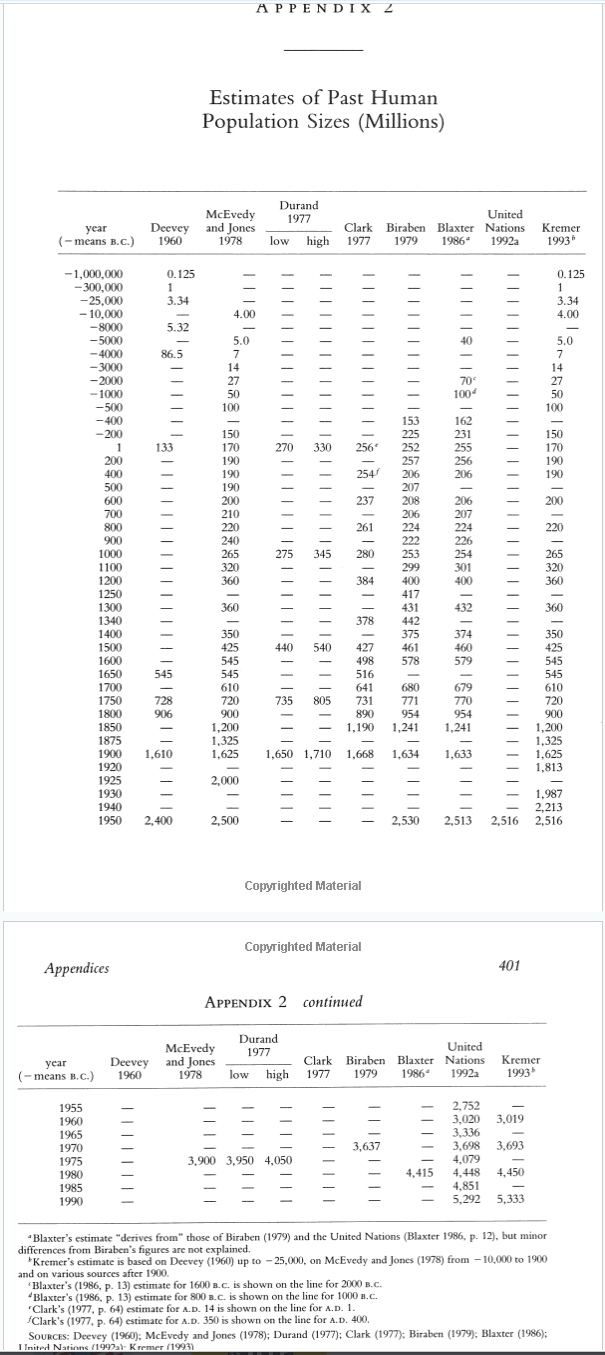 APPENDIX 2
Estimates of Past Human
Population Sizes (Millions)
Durand
McEvedy 1977 United
year Deevey and Jones Clark Biraben Blaxter Nations Kremer
(−means B.C.) 1960 1978 low high 1977 1979 1986ᵃ 1992a 1993ᵇ
−1,000,000 0.125 — — — — — — — 0.125
−300,000 1 — — — — — — — 1
−25,000 3.34 — — — — — — — 3.34
−10,000 — 4.00 — — — — — — 4.00
−8000 5.32 — — — — — — — —
−5000 — 5.0 — — — — 40 — 5.0
−4000 86.5 7 — — — — — — 7
−3000 — 14 — — — — — — 14
−2000 — 27 — — — — 70ᶜ — 27
−1000 — 50 — — — — 100ᵈ — 50
−500 — 100 — — — — — — 100
−400 — — — — — 153 162 — —
−200 — 150 — — — 225 231 — 150
1 133 170 270 330 256ᵉ 252 255 — 170
200 — 190 — — — 257 256 — 190
400 — 190 — — 254ᶠ 206 206 — 190
500 — 190 — — — 207 — — —
600 — 200 — — 237 208 206 — 200
700 — 210 — — — 206 207 — —
800 — 220 — — 261 224 224 — 220
900 — 240 — — — 222 226 — —
1000 — 265 275 345 280 253 254 — 265
1100 — 320 — — — 299 301 — 320
1200 — 360 — — 384 400 400 — 360
1250 — — — — — 417 — — —
1300 — 360 — — — 431 432 — 360
1340 — — — — 378 442 — — —
1400 — 350 — — — 375 374 — 350
1500 — 425 440 540 427 461 460 — 425
1600 — 545 — — 498 578 579 — 545
1650 545 545 — — 516 — — — 545
1700 — 610 — — 641 680 679 — 610
1750 728 720 735 805 731 771 770 — 720
1800 906 900 — — 890 954 954 — 900
1850 — 1,200 — — 1,190 1,241 1,241 — 1,200
1875 — 1,325 — — — — — — 1,325
1900 1,610 1,625 1,650 1,710 1,668 1,634 1,633 — 1,625
1920 — — — — — — — — 1,813
1925 — 2,000 — — — — — — —
1930 — — — — — — — — 1,987
1940 — — — — — — — — 2,213
1950 2,400 2,500 — — — 2,530 2,513 2,516 2,516
Copyrighted Material
Copyrighted Material
Appendices 401
APPENDIX 2 continued
Durand
McEvedy 1977 United
year Deevey and Jones Clark Biraben Blaxter Nations Kremer
(−means B.C.) 1960 1978 low high 1977 1979 1986ᵃ 1992a 1993ᵇ
1955 — — — — — — — 2,752 —
1960 — — — — — — — 3,020 3,019
1965 — — — — — — — 3,336 —
1970 — — — — — 3,637 — 3,698 3,693
1975 — 3,900 3,950 4,050 — — — 4,079 —
1980 — — — — — — 4,415 4,448 4,450
1985 — — — — — — — 4,851 —
1990 — — — — — — — 5,292 5,333
ᵃBlaxter's estimate "derives from" those of Biraben (1979) and the United Nations (Blaxter 1986, p. 12), but minor
differences from Biraben's figures are not explained.
ᵇKremer's estimate is based on Deevey (1960) up to −25,000, on McEvedy and Jones (1978) from −10,000 to 1900
and on various sources after 1900.
ᶜBlaxter's (1986, p. 13) estimate for 1600 B.C. is shown on the line for 2000 B.C.
ᵈBlaxter's (1986, p. 13) estimate for 800 B.C. is shown on the line for 1000 B.C.
ᵉClark's (1977, p. 64) estimate for A.D. 14 is shown on the line for A.D. 1.
ᶠClark's (1977, p. 64) estimate for A.D. 350 is shown on the line for A.D. 400.
SOURCES: Deevey (1960); McEvedy and Jones (1978); Durand (1977); Clark (1977); Biraben (1979); Blaxter (1986);
United Nations (1992a); Kremer (1993)